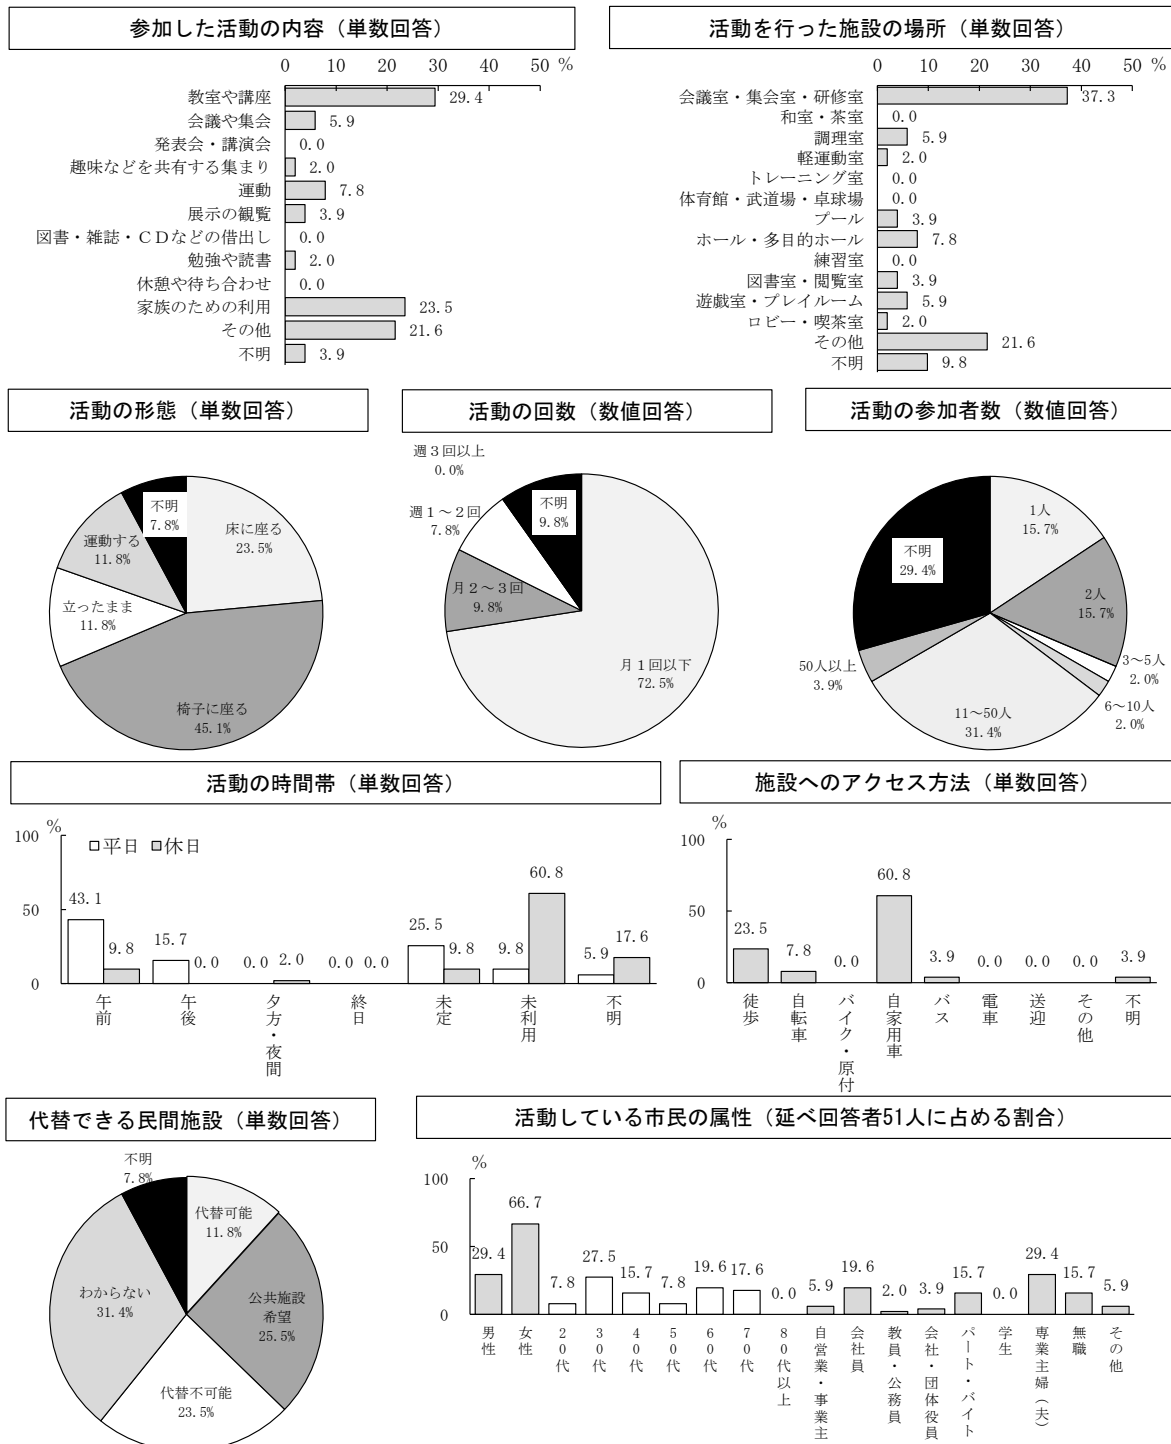 参加した活動の内容（単数回答）
0 10 20 30 40 50 %
教室や講座 29.4
会議や集会 5.9
発表会・講演会 0.0
趣味などを共有する集まり 2.0
運動 7.8
展示の観覧 3.9
図書・雑誌・ＣＤなどの借出し 0.0
勉強や読書 2.0
休憩や待ち合わせ 0.0
家族のための利用 23.5
その他 21.6
不明 3.9
活動を行った施設の場所（単数回答）
0 10 20 30 40 50 %
会議室・集会室・研修室 37.3
和室・茶室 0.0
調理室 5.9
軽運動室 2.0
トレーニング室 0.0
体育館・武道場・卓球場 0.0
プール 3.9
ホール・多目的ホール 7.8
練習室 0.0
図書室・閲覧室 3.9
遊戯室・プレイルーム 5.9
ロビー・喫茶室 2.0
その他 21.6
不明 9.8
活動の形態（単数回答）
不明
7.8%
床に座る
23.5%
運動する
11.8%
立ったまま
11.8%
椅子に座る
45.1%
活動の回数（数値回答）
週３回以上
0.0%
不明
9.8%
週１～２回
7.8%
月２～３回
9.8%
月１回以下
72.5%
活動の参加者数（数値回答）
1人
15.7%
不明
29.4%
2人
15.7%
3～5人
2.0%
50人以上
3.9%
6～10人
2.0%
11～50人
31.4%
活動の時間帯（単数回答）
%
100
50
0
□平日 □休日
43.1 9.8 15.7 0.0 0.0 2.0 0.0 0.0 25.5 9.8 9.8 60.8 5.9 17.6
午前
午後
夕方・夜間
終日
未定
未利用
不明
施設へのアクセス方法（単数回答）
%
100
50
0
23.5 7.8 0.0 60.8 3.9 0.0 0.0 0.0 3.9
徒歩
自転車
バイク・原付
自家用車
バス
電車
送迎
その他
不明
代替できる民間施設（単数回答）
不明
7.8%
代替可能
11.8%
公共施設
希望
25.5%
わからない
31.4%
代替不可能
23.5%
活動している市民の属性（延べ回答者51人に占める割合）
%
100
50
0
29.4 66.7 7.8 27.5 15.7 7.8 19.6 17.6 0.0 5.9 19.6 2.0 3.9 15.7 0.0 29.4 15.7 5.9
男性
女性
２０代
３０代
４０代
５０代
６０代
７０代
８０代以上
自営業・事業主
会社員
教員・公務員
会社・団体役員
パート・バイト
学生
専業主婦（夫）
無職
その他